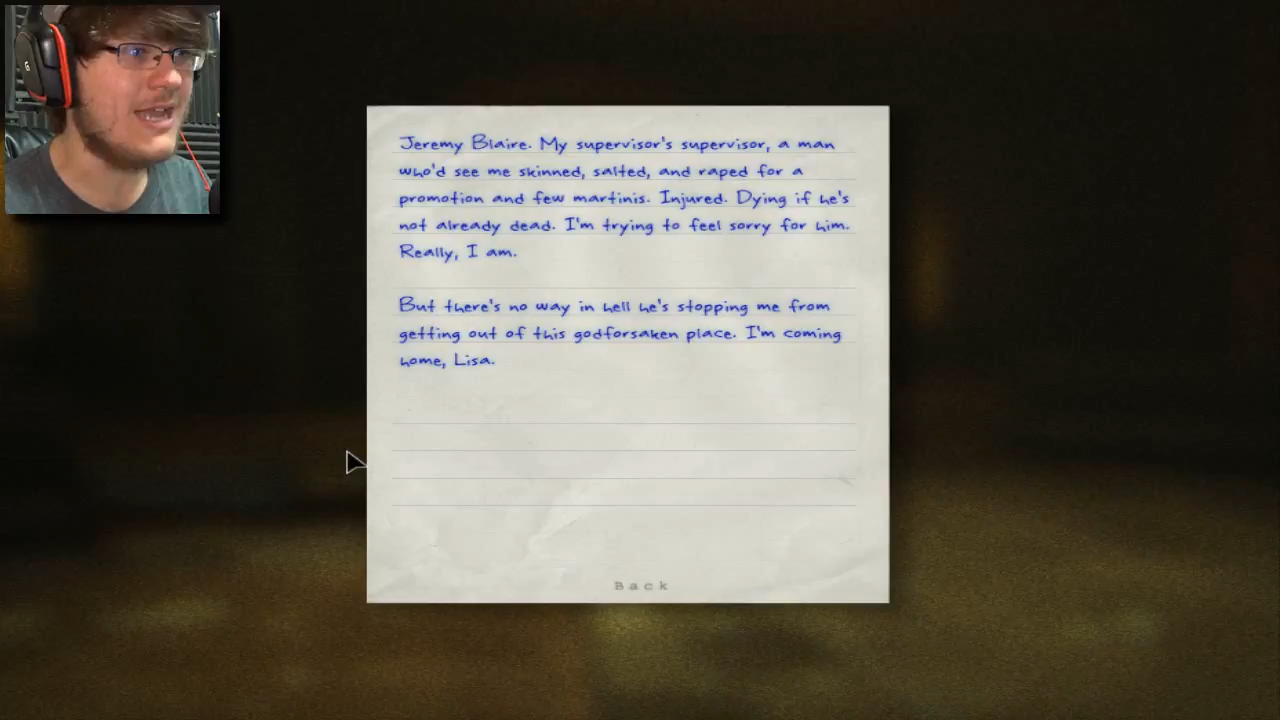 Jeremy Blaire. My supervisor's supervisor, a man
who'd see me skinned, salted, and raped for a
promotion and few martinis. Injured. Dying if he's
not already dead. I'm trying to feel sorry for him.
Really, I am.
But there's no way in hell he's stopping me from
getting out of this godforsaken place. I'm coming
home, Lisa.
Back